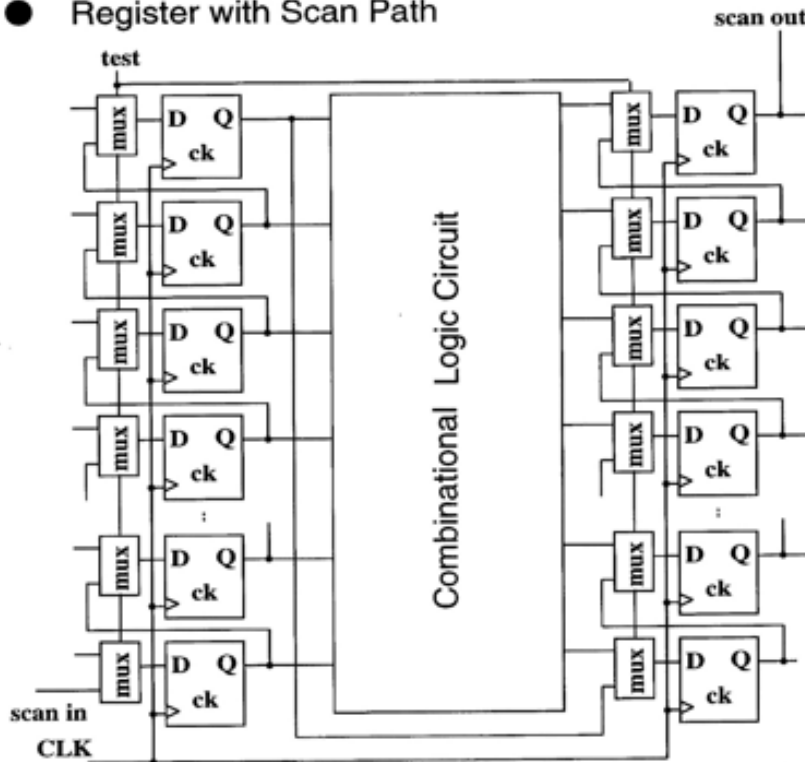 ● Register with Scan Path
scan out
test
mux D Q ck
mux D Q ck
mux D Q ck
mux D Q ck
mux D Q ck
mux D Q ck
mux D Q ck
mux D Q ck
:
:
mux D Q ck
mux D Q ck
mux D Q ck
mux D Q ck
Combinational Logic Circuit
scan in
CLK